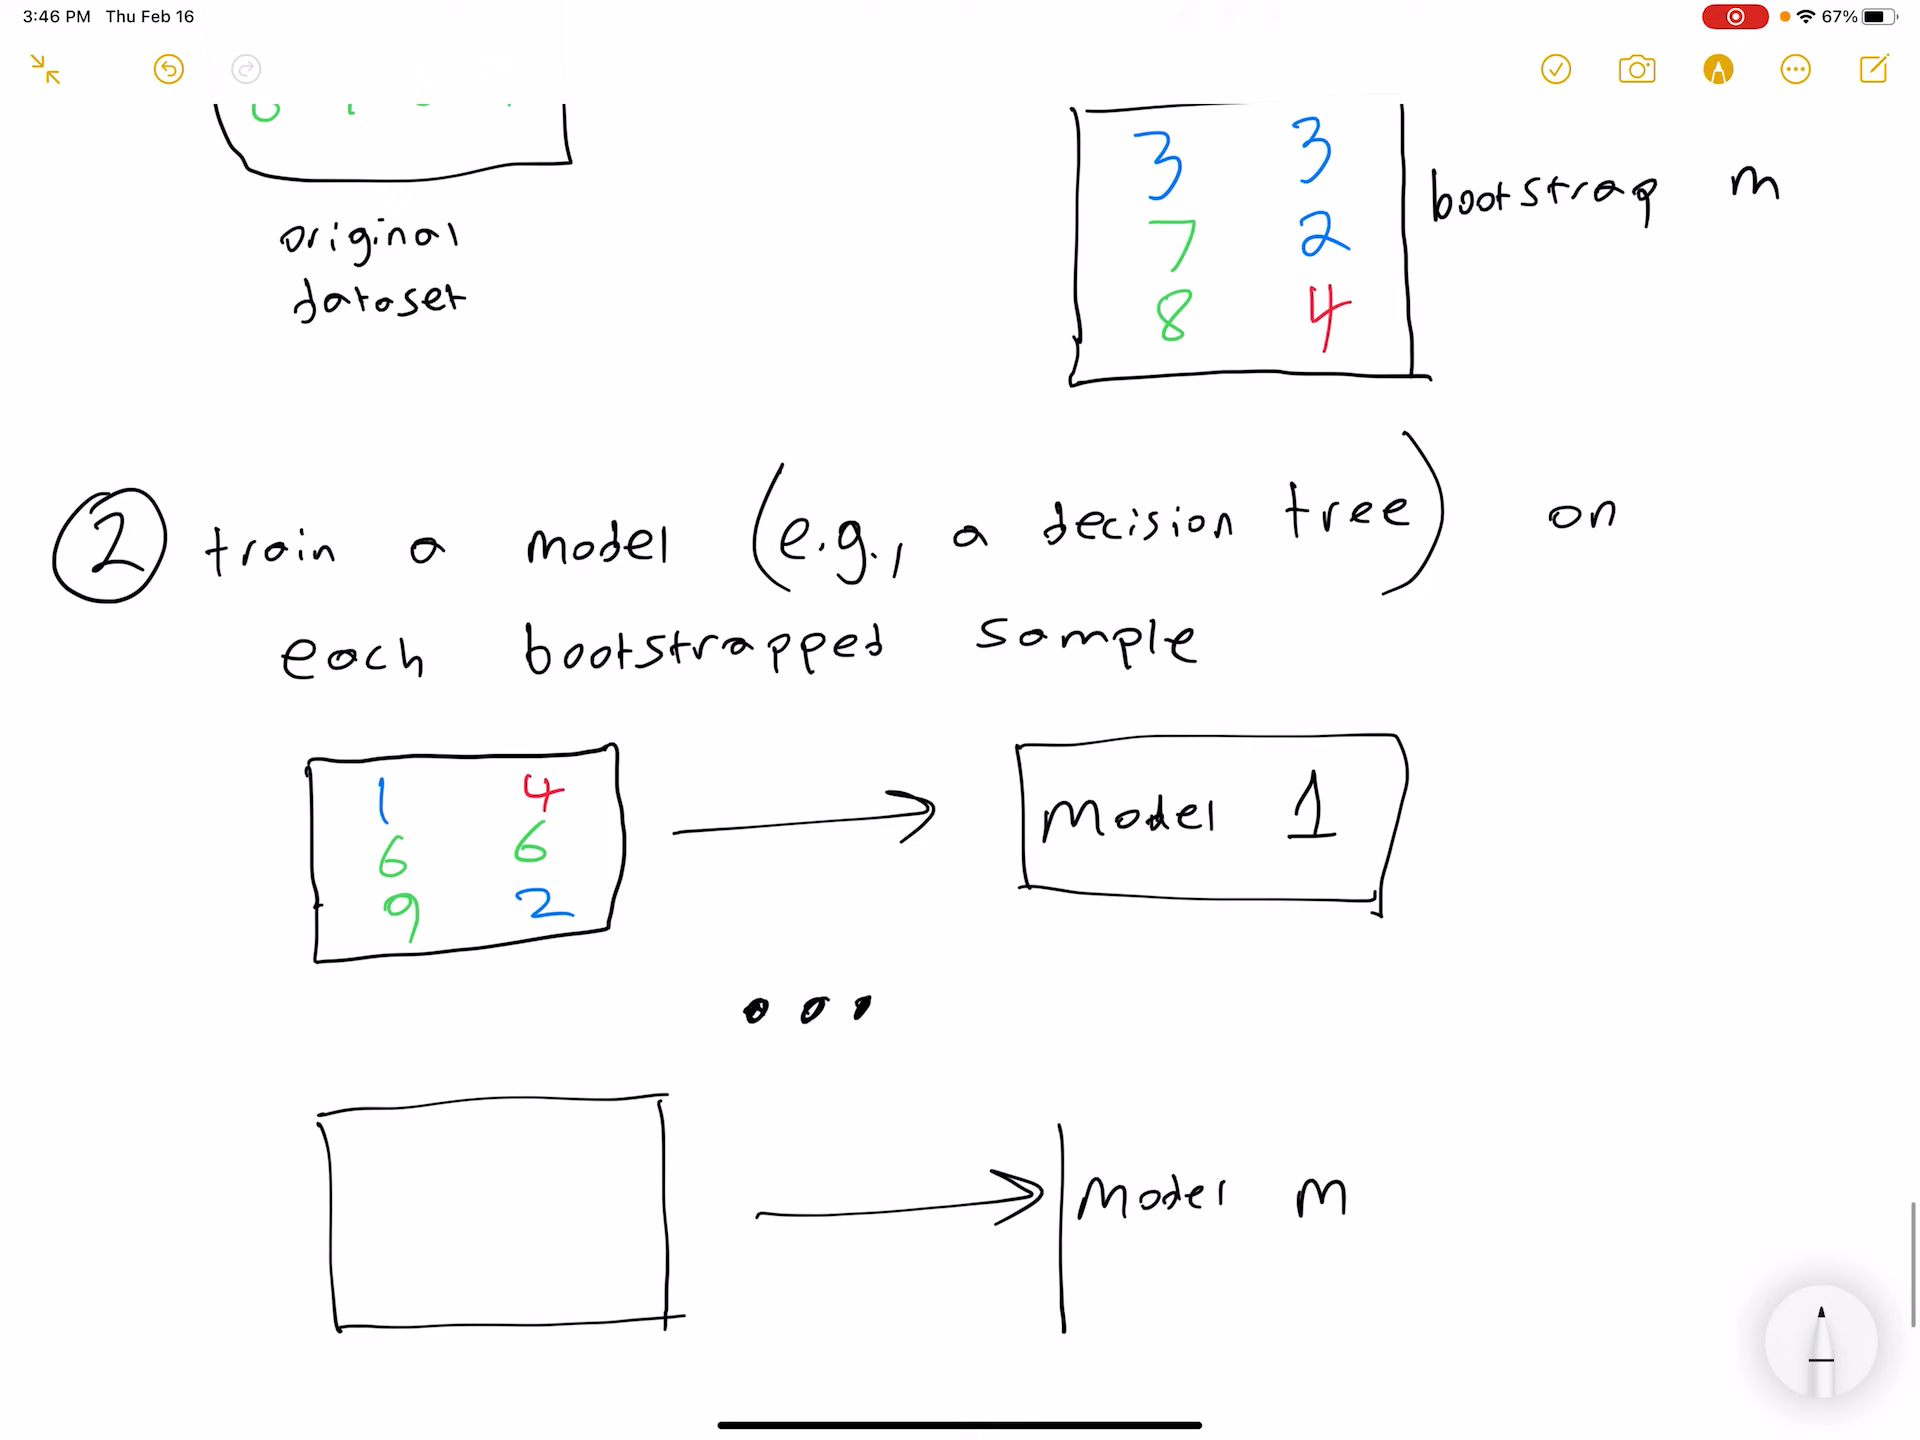 3:46 PM Thu Feb 16
67%
original
dataset
3 3
7 2
8 4
bootstrap m
2 train a model (e.g., a decision tree) on
each bootstrapped sample
1 4
6 6
9 2
Model 1
...
Model m